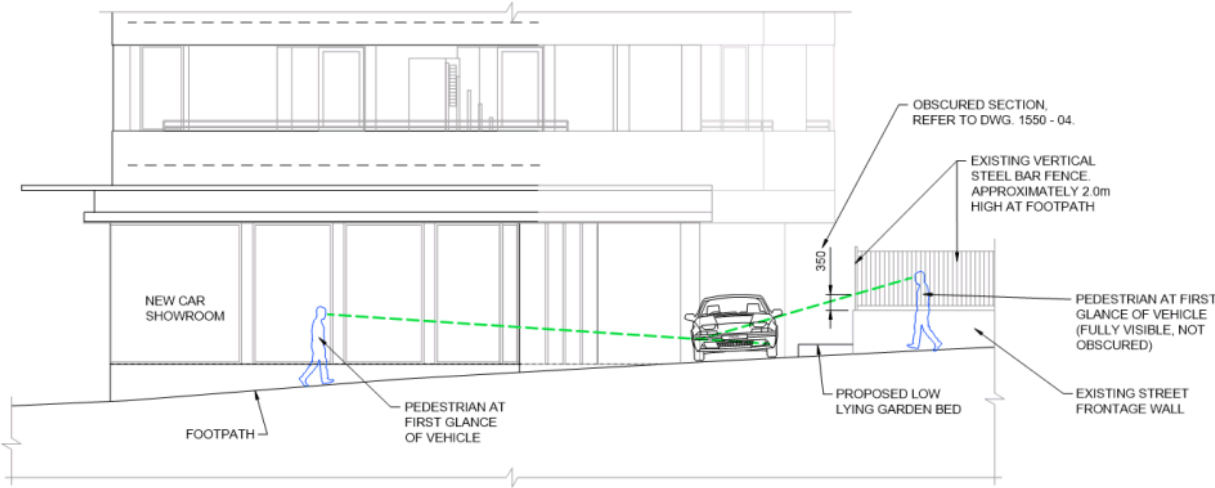 OBSCURED SECTION,
REFER TO DWG. 1550 - 04.
EXISTING VERTICAL
STEEL BAR FENCE.
APPROXIMATELY 2.0m
HIGH AT FOOTPATH
350
NEW CAR
SHOWROOM
PEDESTRIAN AT FIRST
GLANCE OF VEHICLE
(FULLY VISIBLE, NOT
OBSCURED)
PROPOSED LOW
LYING GARDEN BED
EXISTING STREET
FRONTAGE WALL
PEDESTRIAN AT
FIRST GLANCE
OF VEHICLE
FOOTPATH